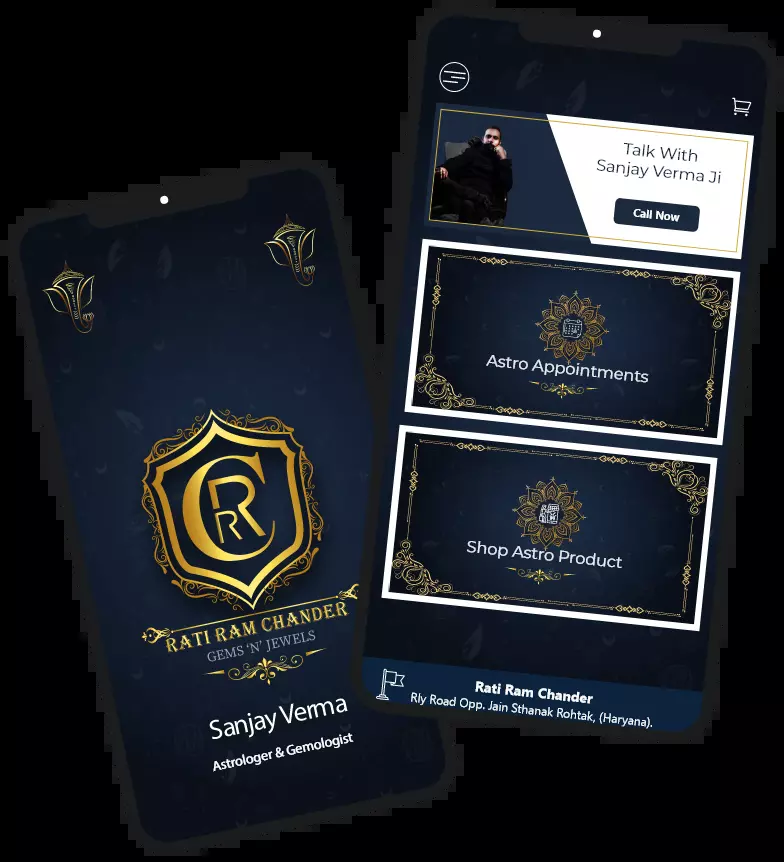 CRR
RATI RAM CHANDER
GEMS ‘N’ JEWELS
Sanjay Verma
Astrologer & Gemologist
Talk With
Sanjay Verma Ji
Call Now
Astro Appointments
Shop Astro Product
Rati Ram Chander
Rly Road Opp. Jain Sthanak Rohtak, (Haryana).